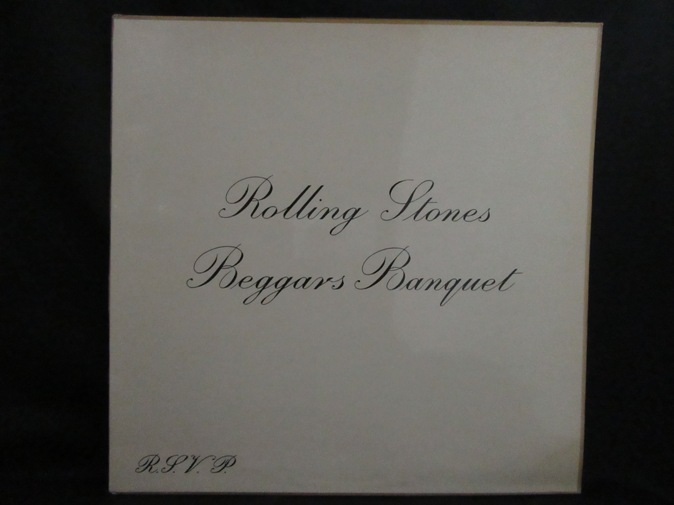 Rolling Stones
Beggars Banquet
R.S.V.P.